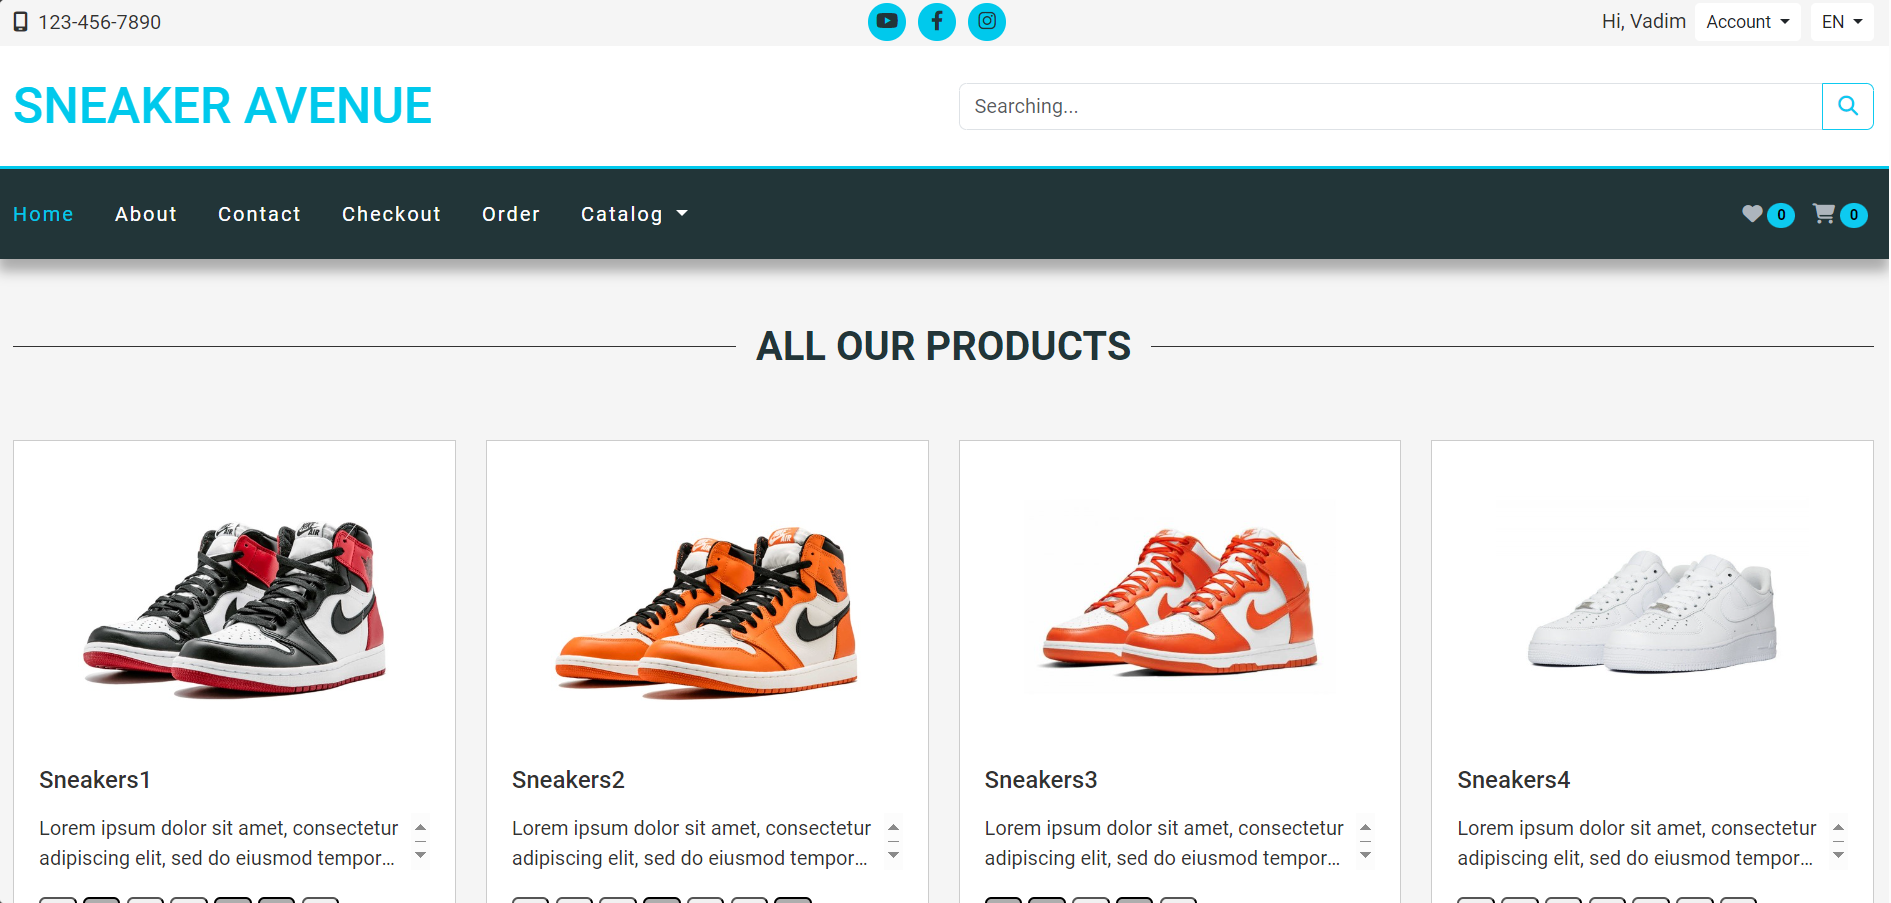 123-456-7890
Hi, Vadim Account EN
SNEAKER AVENUE
Searching...
Home About Contact Checkout Order Catalog
0 0
ALL OUR PRODUCTS
Sneakers1
Lorem ipsum dolor sit amet, consectetur
adipiscing elit, sed do eiusmod tempor...
Sneakers2
Lorem ipsum dolor sit amet, consectetur
adipiscing elit, sed do eiusmod tempor...
Sneakers3
Lorem ipsum dolor sit amet, consectetur
adipiscing elit, sed do eiusmod tempor...
Sneakers4
Lorem ipsum dolor sit amet, consectetur
adipiscing elit, sed do eiusmod tempor...